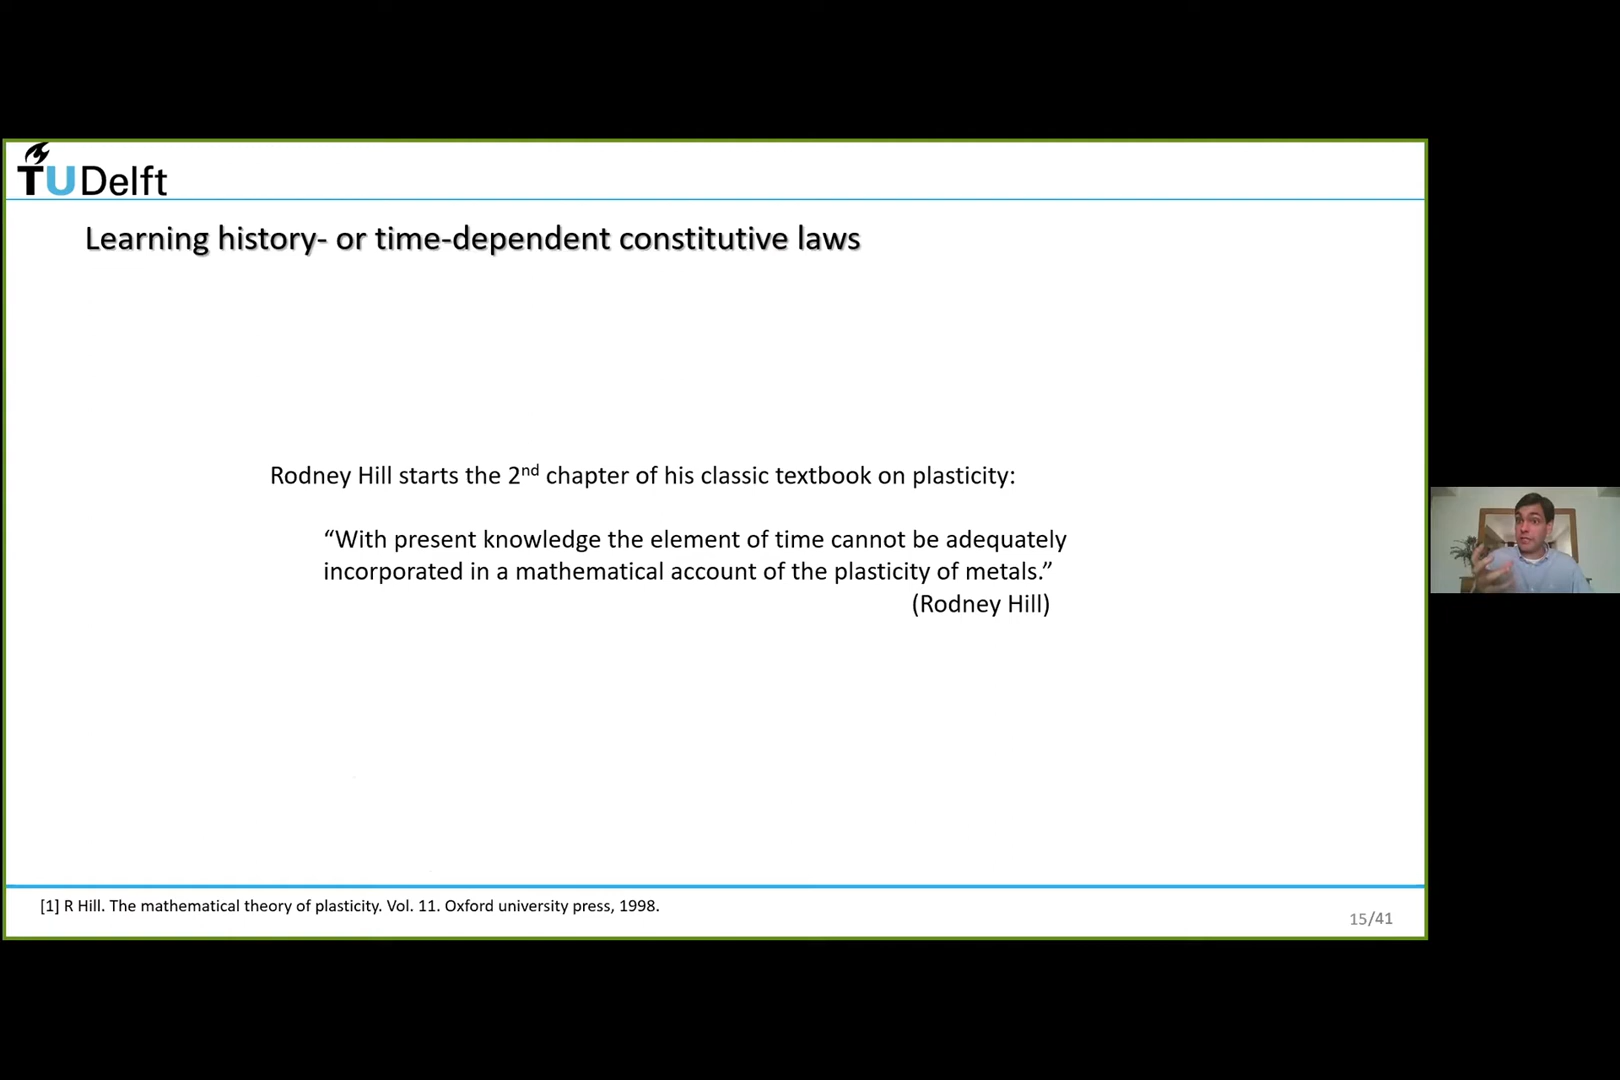 TU Delft
Learning history- or time-dependent constitutive laws
Rodney Hill starts the 2nd chapter of his classic textbook on plasticity:
“With present knowledge the element of time cannot be adequately
incorporated in a mathematical account of the plasticity of metals.”
(Rodney Hill)
[1] R Hill. The mathematical theory of plasticity. Vol. 11. Oxford university press, 1998.
15/41